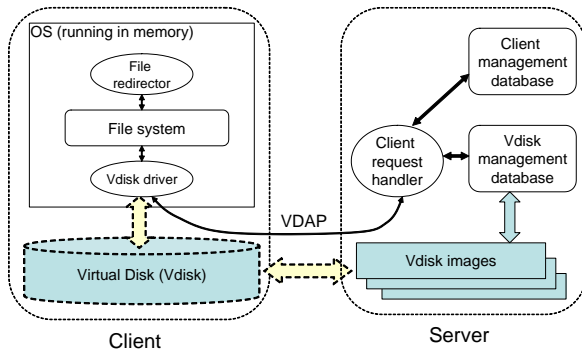 OS (running in memory)
File
redirector
File system
Vdisk driver
Virtual Disk (Vdisk)
Client
VDAP
Client
management
database
Client
request
handler
Vdisk
management
database
Vdisk images
Server